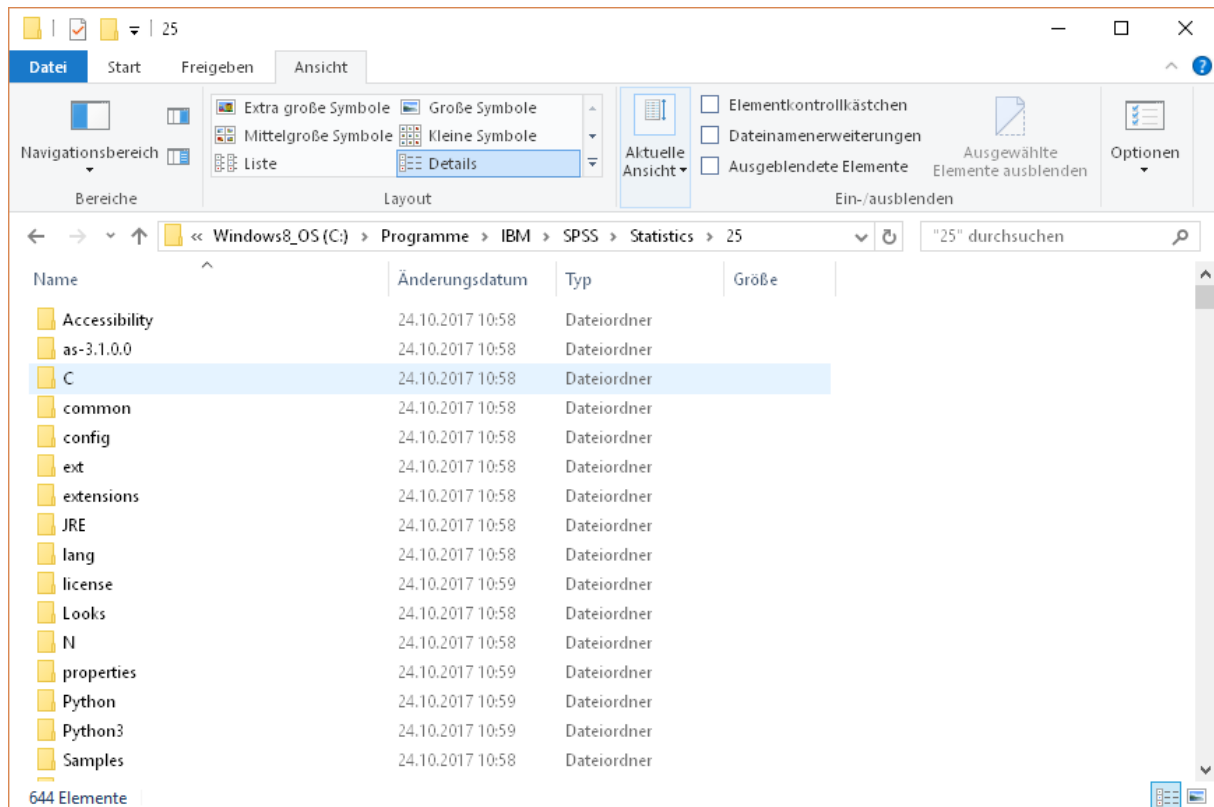 25
Datei Start Freigeben Ansicht
Extra große Symbole Große Symbole
Mittelgroße Symbole Kleine Symbole
Liste Details
Navigationsbereich
Aktuelle Ansicht
Elementkontrollkästchen
Dateinamenerweiterungen
Ausgeblendete Elemente
Ausgewählte
Elemente ausblenden
Optionen
Bereiche Layout Ein-/ausblenden
« Windows8_OS (C:) > Programme > IBM > SPSS > Statistics > 25 "25" durchsuchen
Name Änderungsdatum Typ Größe
Accessibility 24.10.2017 10:58 Dateiordner
as-3.1.0.0 24.10.2017 10:58 Dateiordner
C 24.10.2017 10:58 Dateiordner
common 24.10.2017 10:58 Dateiordner
config 24.10.2017 10:58 Dateiordner
ext 24.10.2017 10:58 Dateiordner
extensions 24.10.2017 10:58 Dateiordner
JRE 24.10.2017 10:58 Dateiordner
lang 24.10.2017 10:58 Dateiordner
license 24.10.2017 10:59 Dateiordner
Looks 24.10.2017 10:58 Dateiordner
N 24.10.2017 10:58 Dateiordner
properties 24.10.2017 10:59 Dateiordner
Python 24.10.2017 10:59 Dateiordner
Python3 24.10.2017 10:59 Dateiordner
Samples 24.10.2017 10:58 Dateiordner
644 Elemente